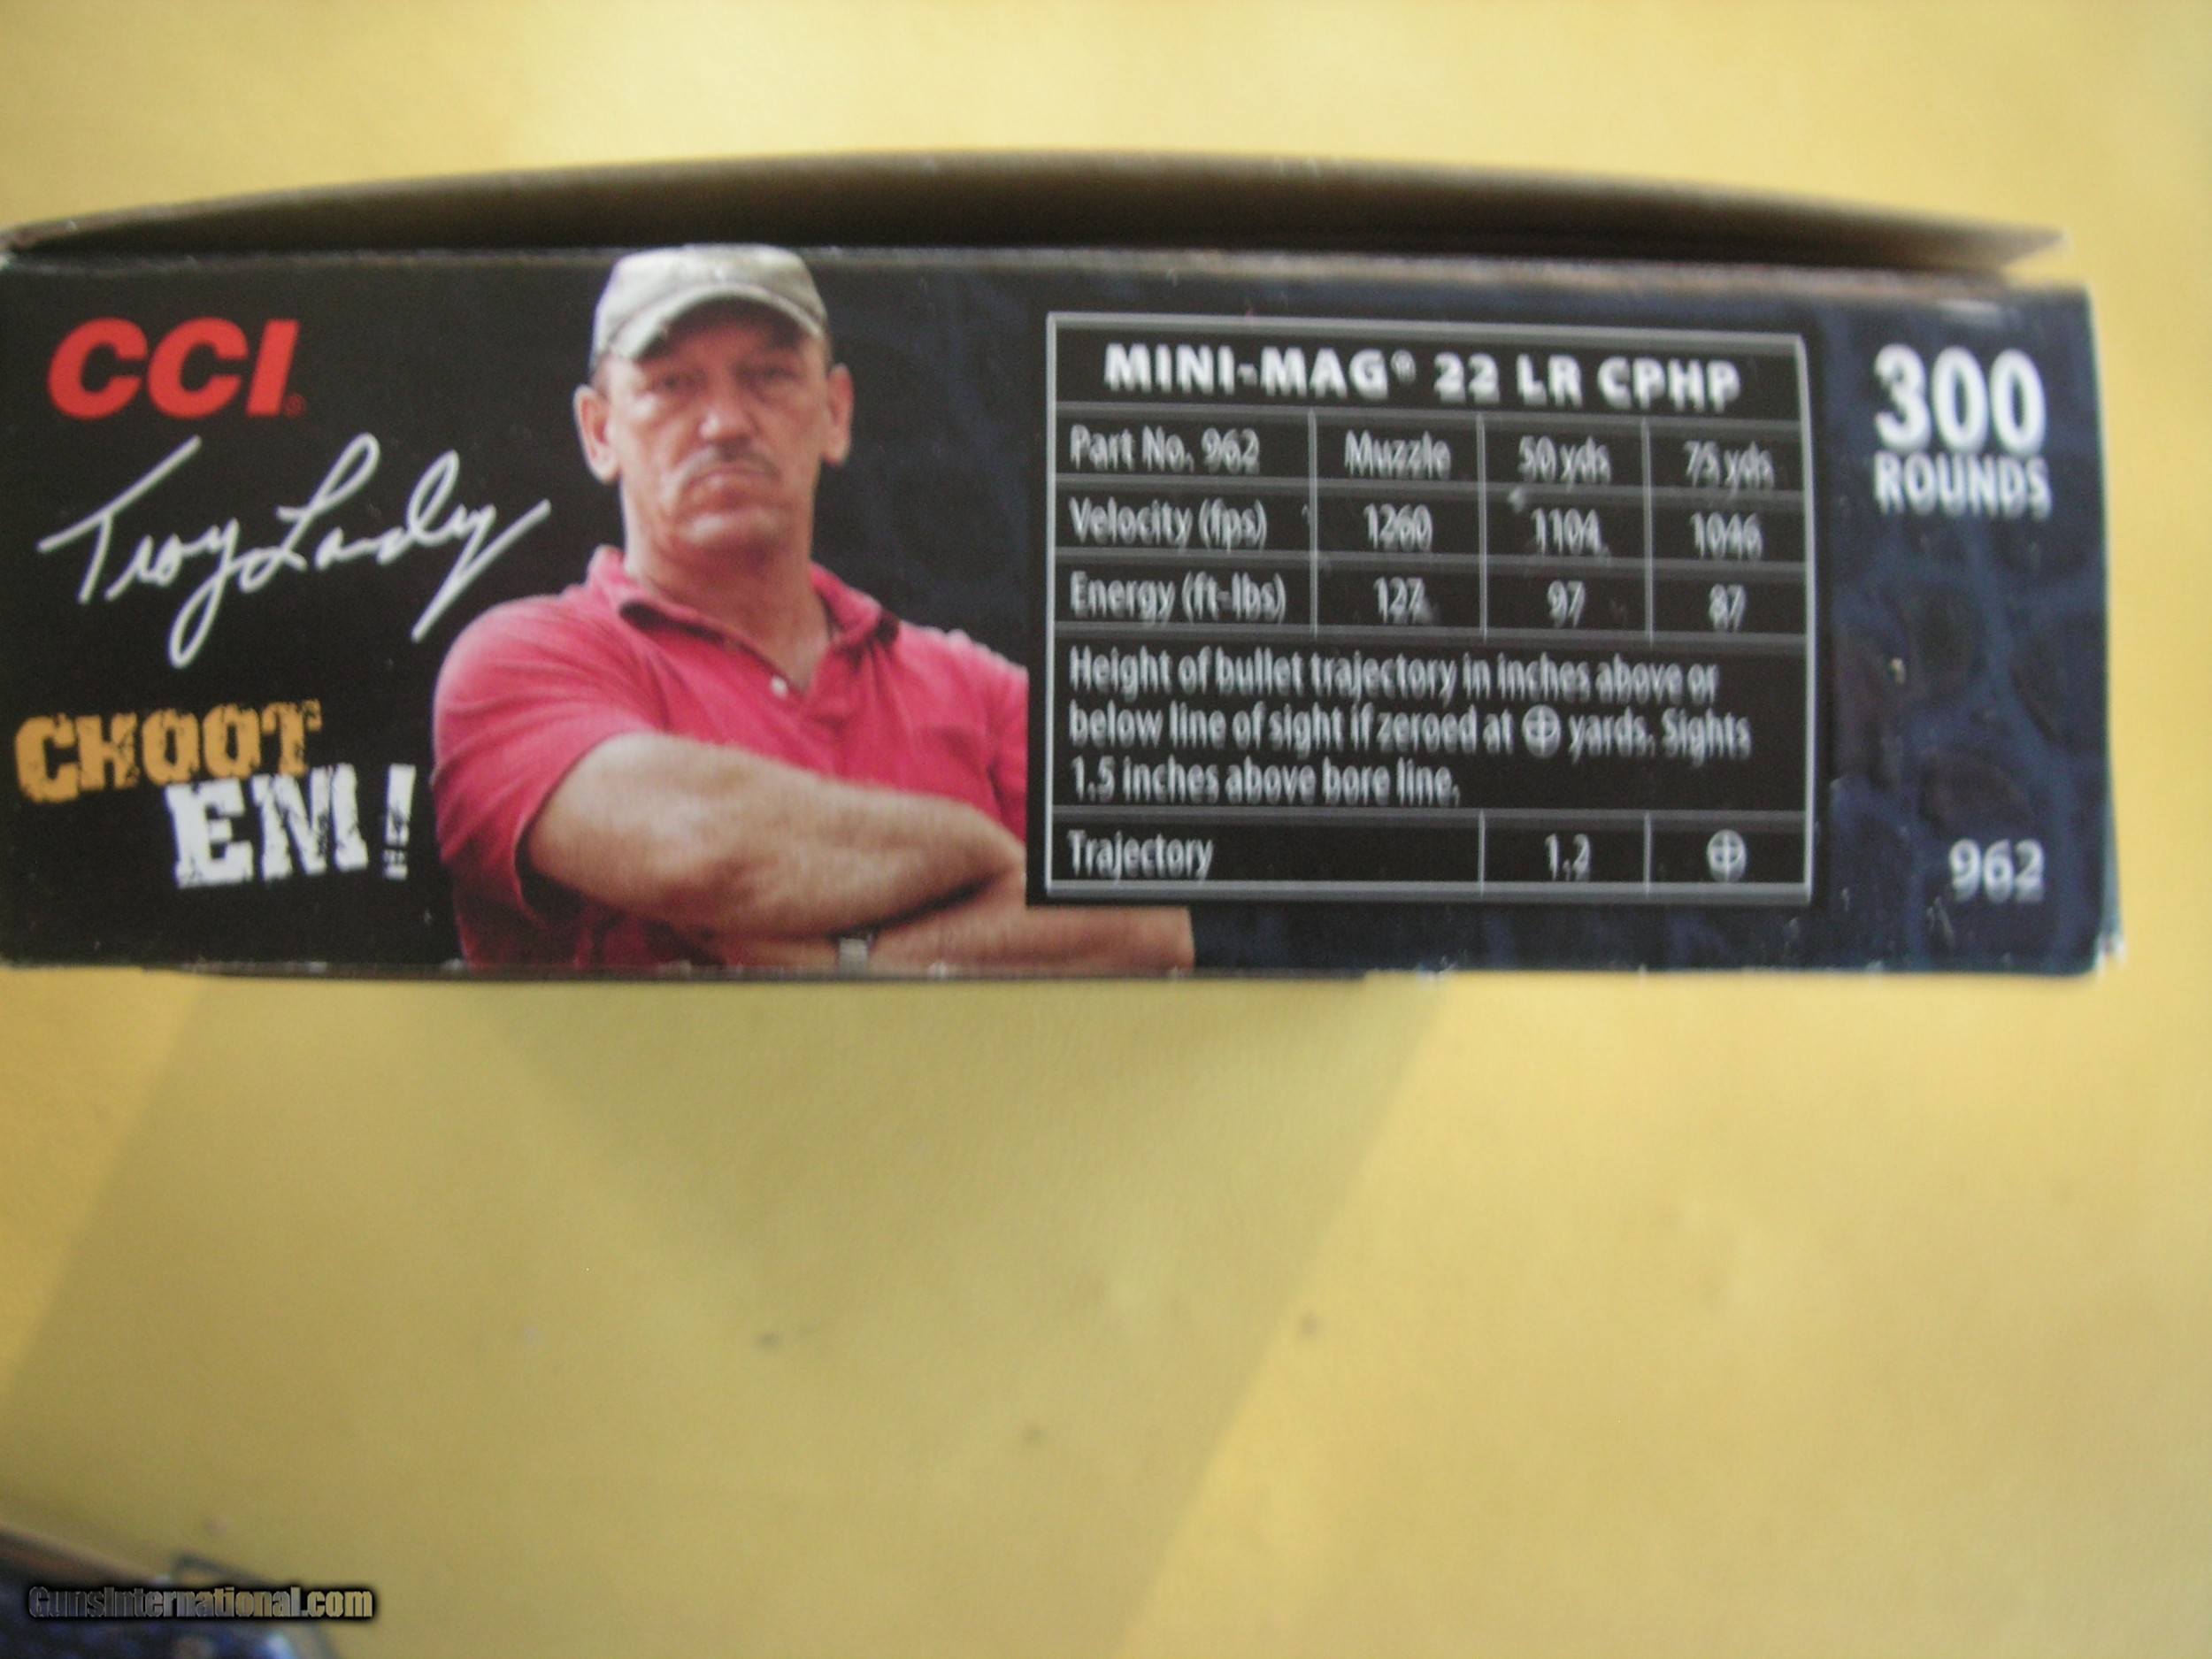 CCI®
Troy Landry
CHOOT
EM!
MINI-MAG® 22 LR CPHP
Part No. 962 Muzzle 50 yds 75 yds
Velocity (fps) 1260 1104 1046
Energy (ft-lbs) 127 97 87
Height of bullet trajectory in inches above or
below line of sight if zeroed at ⊕ yards. Sights
1.5 inches above bore line.
Trajectory 1.2 ⊕
300
ROUNDS
962
GunsInternational.com